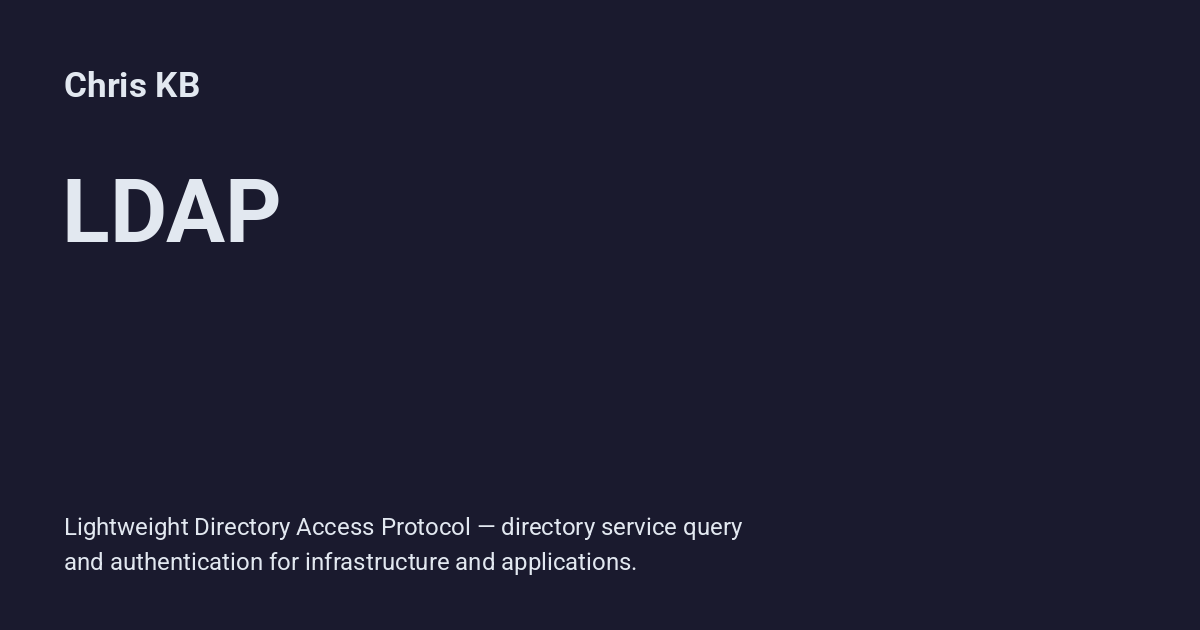 Chris KB
LDAP
Lightweight Directory Access Protocol — directory service query
and authentication for infrastructure and applications.